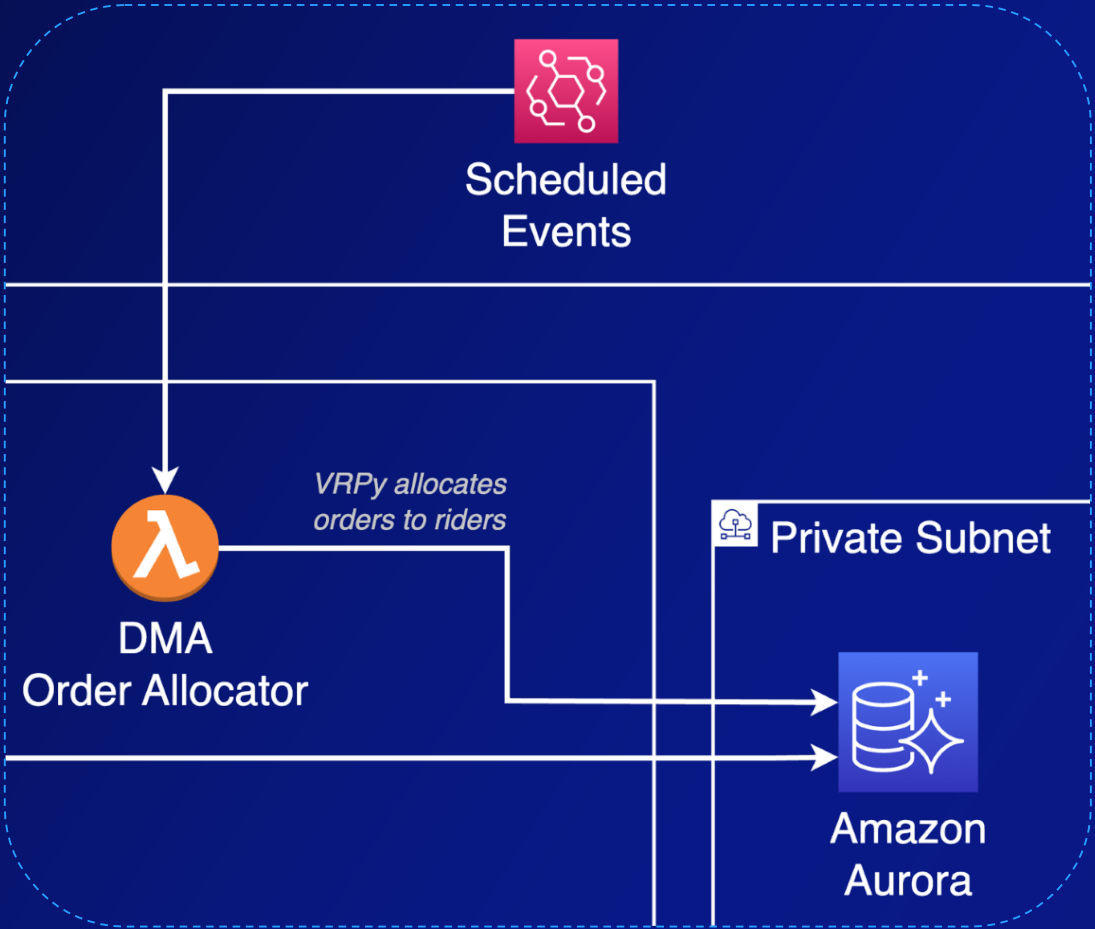 Scheduled
Events
VRPy allocates
orders to riders
Private Subnet
DMA
Order Allocator
Amazon
Aurora